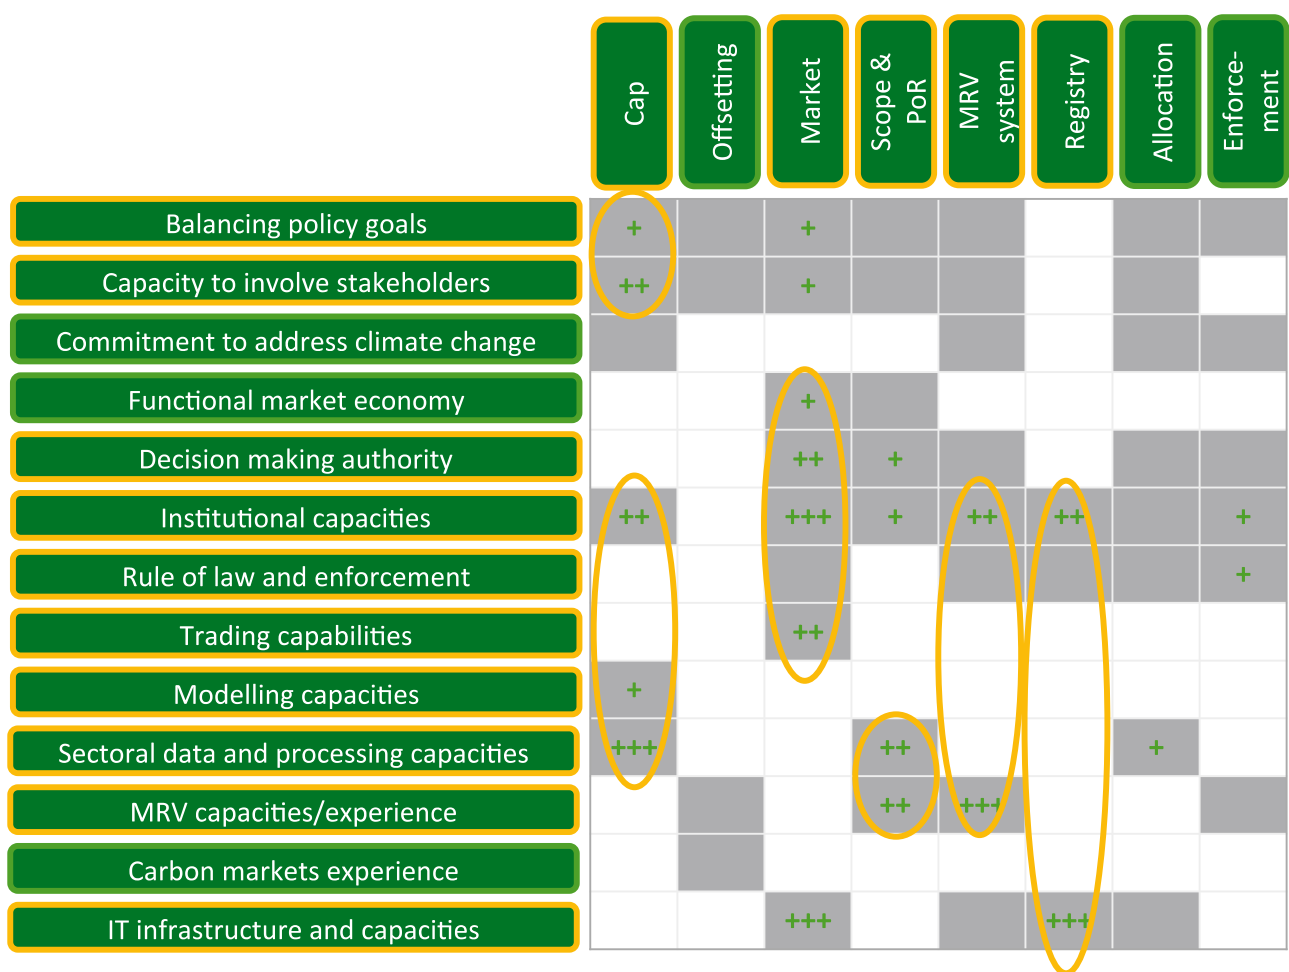 Cap
Offsetting
Market
Scope &
PoR
MRV
system
Registry
Allocation
Enforce-
ment
Balancing policy goals
+ +
Capacity to involve stakeholders
++ +
Commitment to address climate change
Functional market economy
+
Decision making authority
++ +
Institutional capacities
++ +++ + ++ ++ +
Rule of law and enforcement
+
Trading capabilities
++
Modelling capacities
+
Sectoral data and processing capacities
+++ ++ +
MRV capacities/experience
++ +++
Carbon markets experience
IT infrastructure and capacities
+++ +++